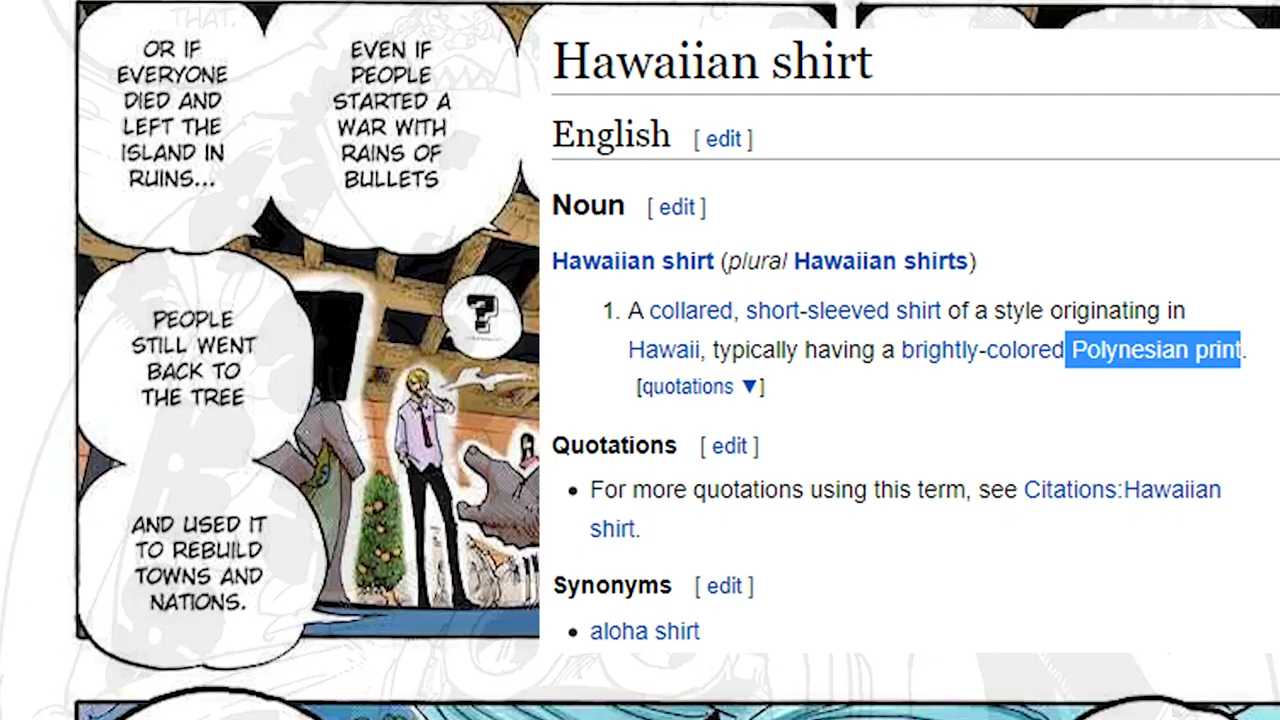 THAT.
OR IF
EVERYONE
DIED AND
LEFT THE
ISLAND IN
RUINS...
EVEN IF
PEOPLE
STARTED A
WAR WITH
RAINS OF
BULLETS
PEOPLE
STILL WENT
BACK TO
THE TREE
?
AND USED IT
TO REBUILD
TOWNS AND
NATIONS.
Hawaiian shirt
English [ edit ]
Noun [ edit ]
Hawaiian shirt (plural Hawaiian shirts)
1. A collared, short-sleeved shirt of a style originating in
Hawaii, typically having a brightly-colored Polynesian print.
[quotations ▼]
Quotations [ edit ]
• For more quotations using this term, see Citations:Hawaiian
shirt.
Synonyms [ edit ]
• aloha shirt